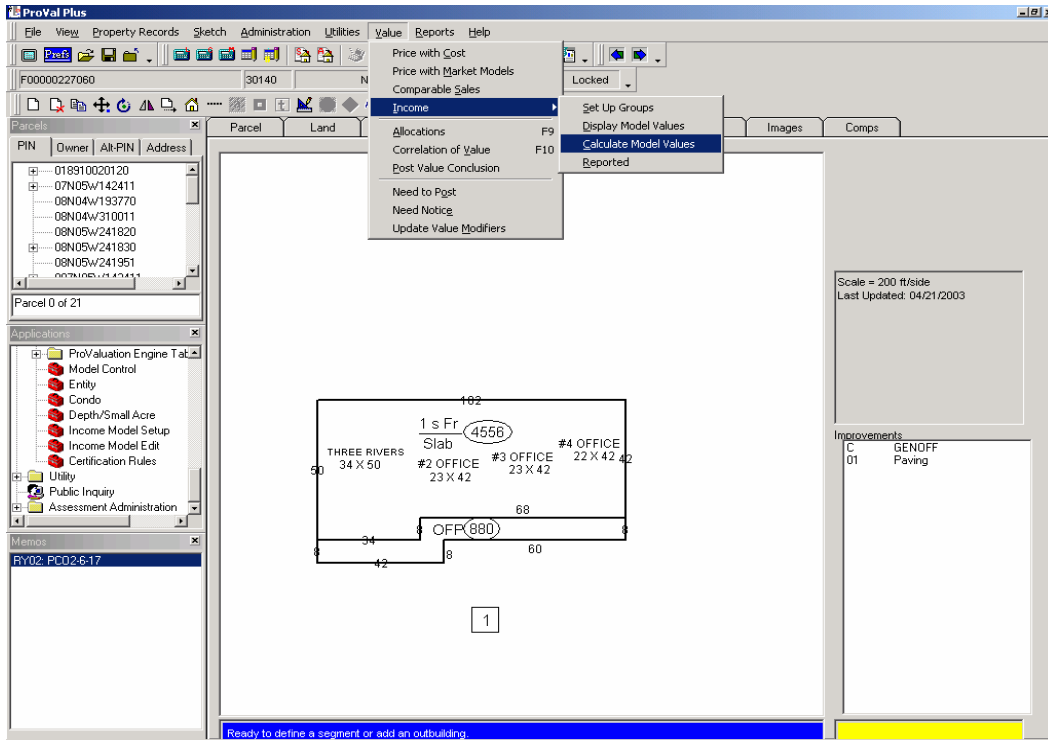 ProVal Plus
File View Property Records Sketch Administration Utilities Value Reports Help
Prefs
F00000227060 30140 N Locked
Price with Cost
Price with Market Models
Comparable Sales
Income
Allocations F9
Correlation of Value F10
Post Value Conclusion
Need to Post
Need Notice
Update Value Modifiers
Set Up Groups
Display Model Values
Calculate Model Values
Reported
Parcels
PIN Owner Alt-PIN Address
Parcel Land Images Comps
018910020120
07N05W142411
08N04W193770
08N04W310011
08N05W241820
08N05W241830
08N05W241951
Parcel 0 of 21
Applications
ProValuation Engine Tab
Model Control
Entity
Condo
Depth/Small Acre
Income Model Setup
Income Model Edit
Certification Rules
Utility
Public Inquiry
Assessment Administration
Memos
RY02: PC02-6-17
102
1 s Fr
Slab
4556
THREE RIVERS
34 X 50
#2 OFFICE
23 X 42
#3 OFFICE
23 X 42
#4 OFFICE
22 X 42
50
42
68
8 OFP 880 8
34
8
8
60
42
1
Scale = 200 ft/side
Last Updated: 04/21/2003
Improvements
C GENOFF
01 Paving
Ready to define a segment or add an outbuilding.